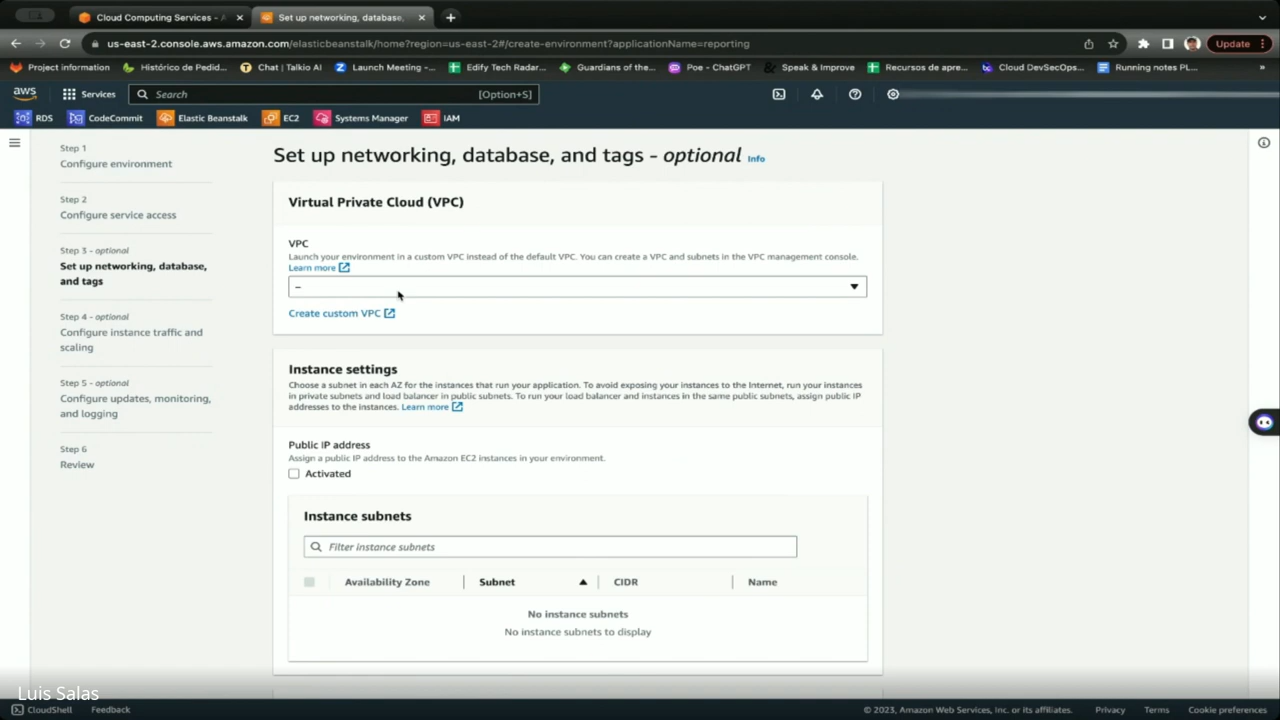 Cloud Computing Services - A
Set up networking, database,
us-east-2.console.aws.amazon.com/elasticbeanstalk/home?region=us-east-2#/create-environment?applicationName=reporting
Update
Project information
Histórico de Pedid...
Chat | Talkio AI
Launch Meeting -...
Edify Tech Radar...
Guardians of the...
Poe - ChatGPT
Speak & Improve
Recursos de apre...
Cloud DevSecOps...
Running notes PL...
»
aws
Services
Search
[Option+S]
RDS
CodeCommit
Elastic Beanstalk
EC2
Systems Manager
IAM
Step 1
Configure environment
Step 2
Configure service access
Step 3 - optional
Set up networking, database,
and tags
Step 4 - optional
Configure instance traffic and
scaling
Step 5 - optional
Configure updates, monitoring,
and logging
Step 6
Review
Set up networking, database, and tags - optional Info
Virtual Private Cloud (VPC)
VPC
Launch your environment in a custom VPC instead of the default VPC. You can create a VPC and subnets in the VPC management console.
Learn more
–
Create custom VPC
Instance settings
Choose a subnet in each AZ for the instances that run your application. To avoid exposing your instances to the Internet, run your instances
in private subnets and load balancer in public subnets. To run your load balancer and instances in the same public subnets, assign public IP
addresses to the instances. Learn more
Public IP address
Assign a public IP address to the Amazon EC2 instances in your environment.
Activated
Instance subnets
Filter instance subnets
Availability Zone
Subnet
CIDR
Name
No instance subnets
No instance subnets to display
Luis Salas
CloudShell
Feedback
© 2023, Amazon Web Services, Inc. or its affiliates.
Privacy
Terms
Cookie preferences